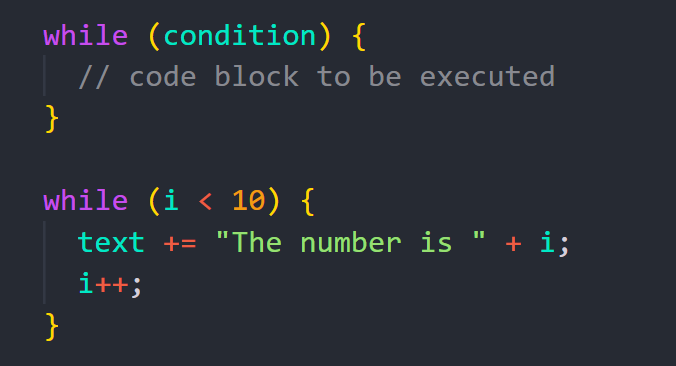 while (condition) {
  // code block to be executed
}

while (i < 10) {
  text += "The number is " + i;
  i++;
}